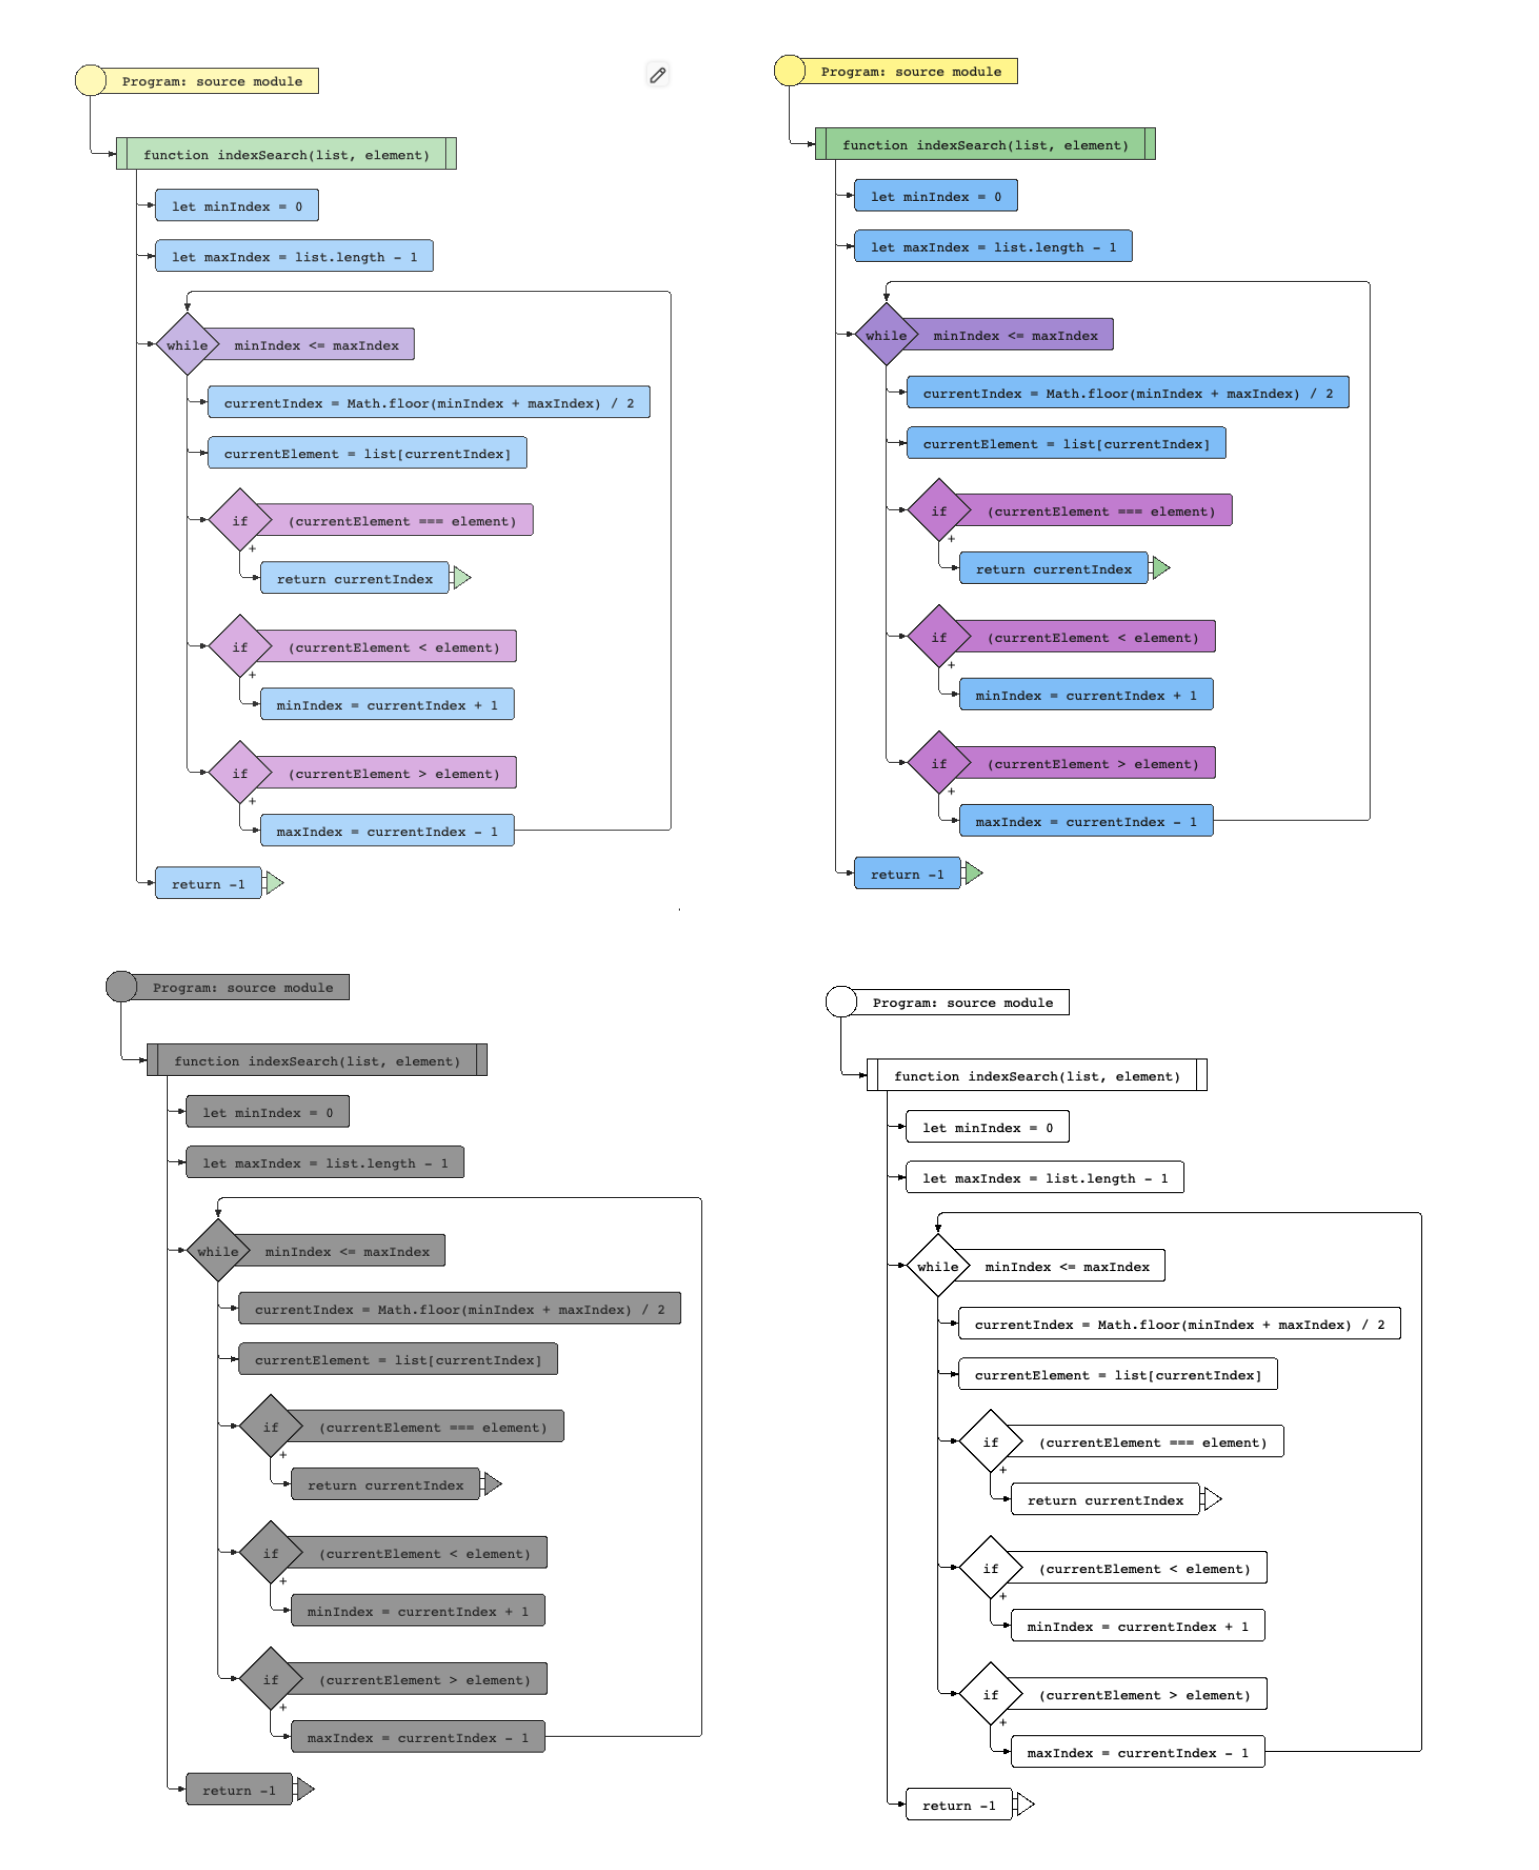 Program: source module
function indexSearch(list, element)
let minIndex = 0
let maxIndex = list.length - 1
while minIndex <= maxIndex
currentIndex = Math.floor(minIndex + maxIndex) / 2
currentElement = list[currentIndex]
if (currentElement === element)
+
return currentIndex
if (currentElement < element)
+
minIndex = currentIndex + 1
if (currentElement > element)
+
maxIndex = currentIndex - 1
return -1
Program: source module
function indexSearch(list, element)
let minIndex = 0
let maxIndex = list.length - 1
while minIndex <= maxIndex
currentIndex = Math.floor(minIndex + maxIndex) / 2
currentElement = list[currentIndex]
if (currentElement === element)
+
return currentIndex
if (currentElement < element)
+
minIndex = currentIndex + 1
if (currentElement > element)
+
maxIndex = currentIndex - 1
return -1
Program: source module
function indexSearch(list, element)
let minIndex = 0
let maxIndex = list.length - 1
while minIndex <= maxIndex
currentIndex = Math.floor(minIndex + maxIndex) / 2
currentElement = list[currentIndex]
if (currentElement === element)
+
return currentIndex
if (currentElement < element)
+
minIndex = currentIndex + 1
if (currentElement > element)
+
maxIndex = currentIndex - 1
return -1
Program: source module
function indexSearch(list, element)
let minIndex = 0
let maxIndex = list.length - 1
while minIndex <= maxIndex
currentIndex = Math.floor(minIndex + maxIndex) / 2
currentElement = list[currentIndex]
if (currentElement === element)
+
return currentIndex
if (currentElement < element)
+
minIndex = currentIndex + 1
if (currentElement > element)
+
maxIndex = currentIndex - 1
return -1